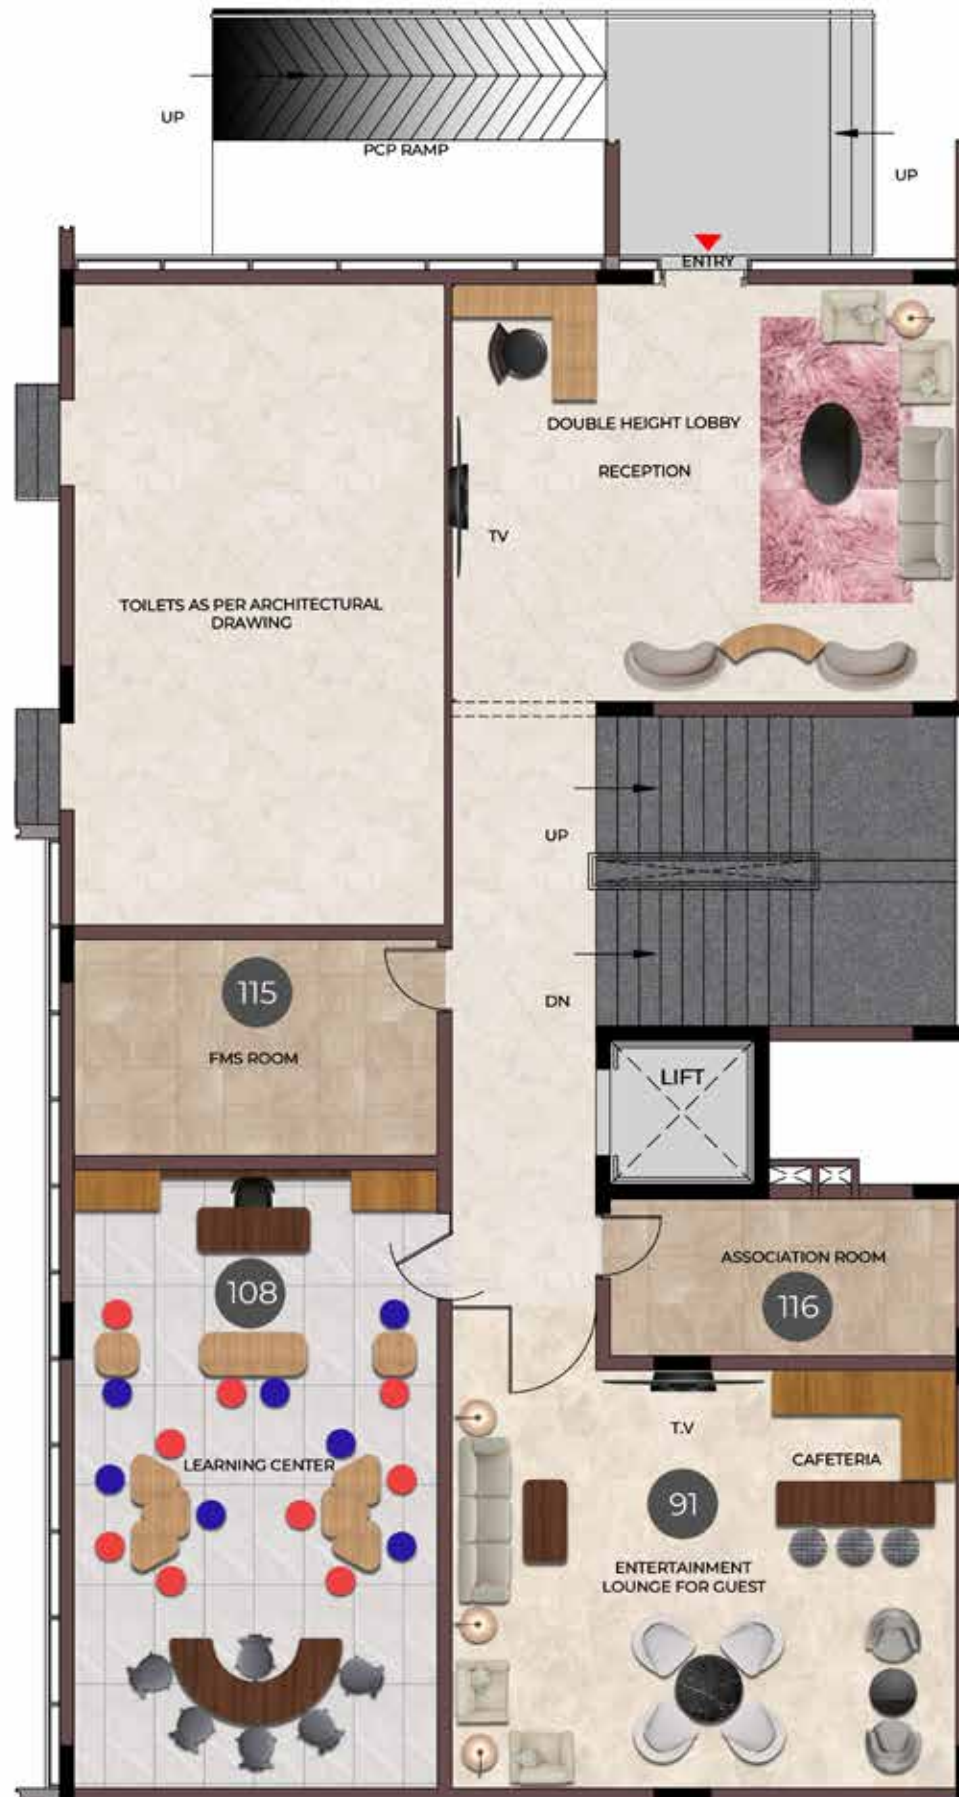 UP
PCP RAMP
UP
ENTRY
DOUBLE HEIGHT LOBBY
RECEPTION
TV
TOILETS AS PER ARCHITECTURAL
DRAWING
UP
115
DN
FMS ROOM
LIFT
ASSOCIATION ROOM
108
116
T.V
CAFETERIA
LEARNING CENTER
91
ENTERTAINMENT
LOUNGE FOR GUEST